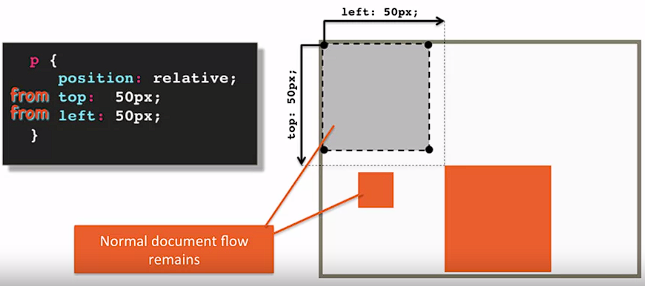 left: 50px;
p {
position: relative;
from top: 50px;
from left: 50px;
}
top: 50px;
Normal document flow
remains